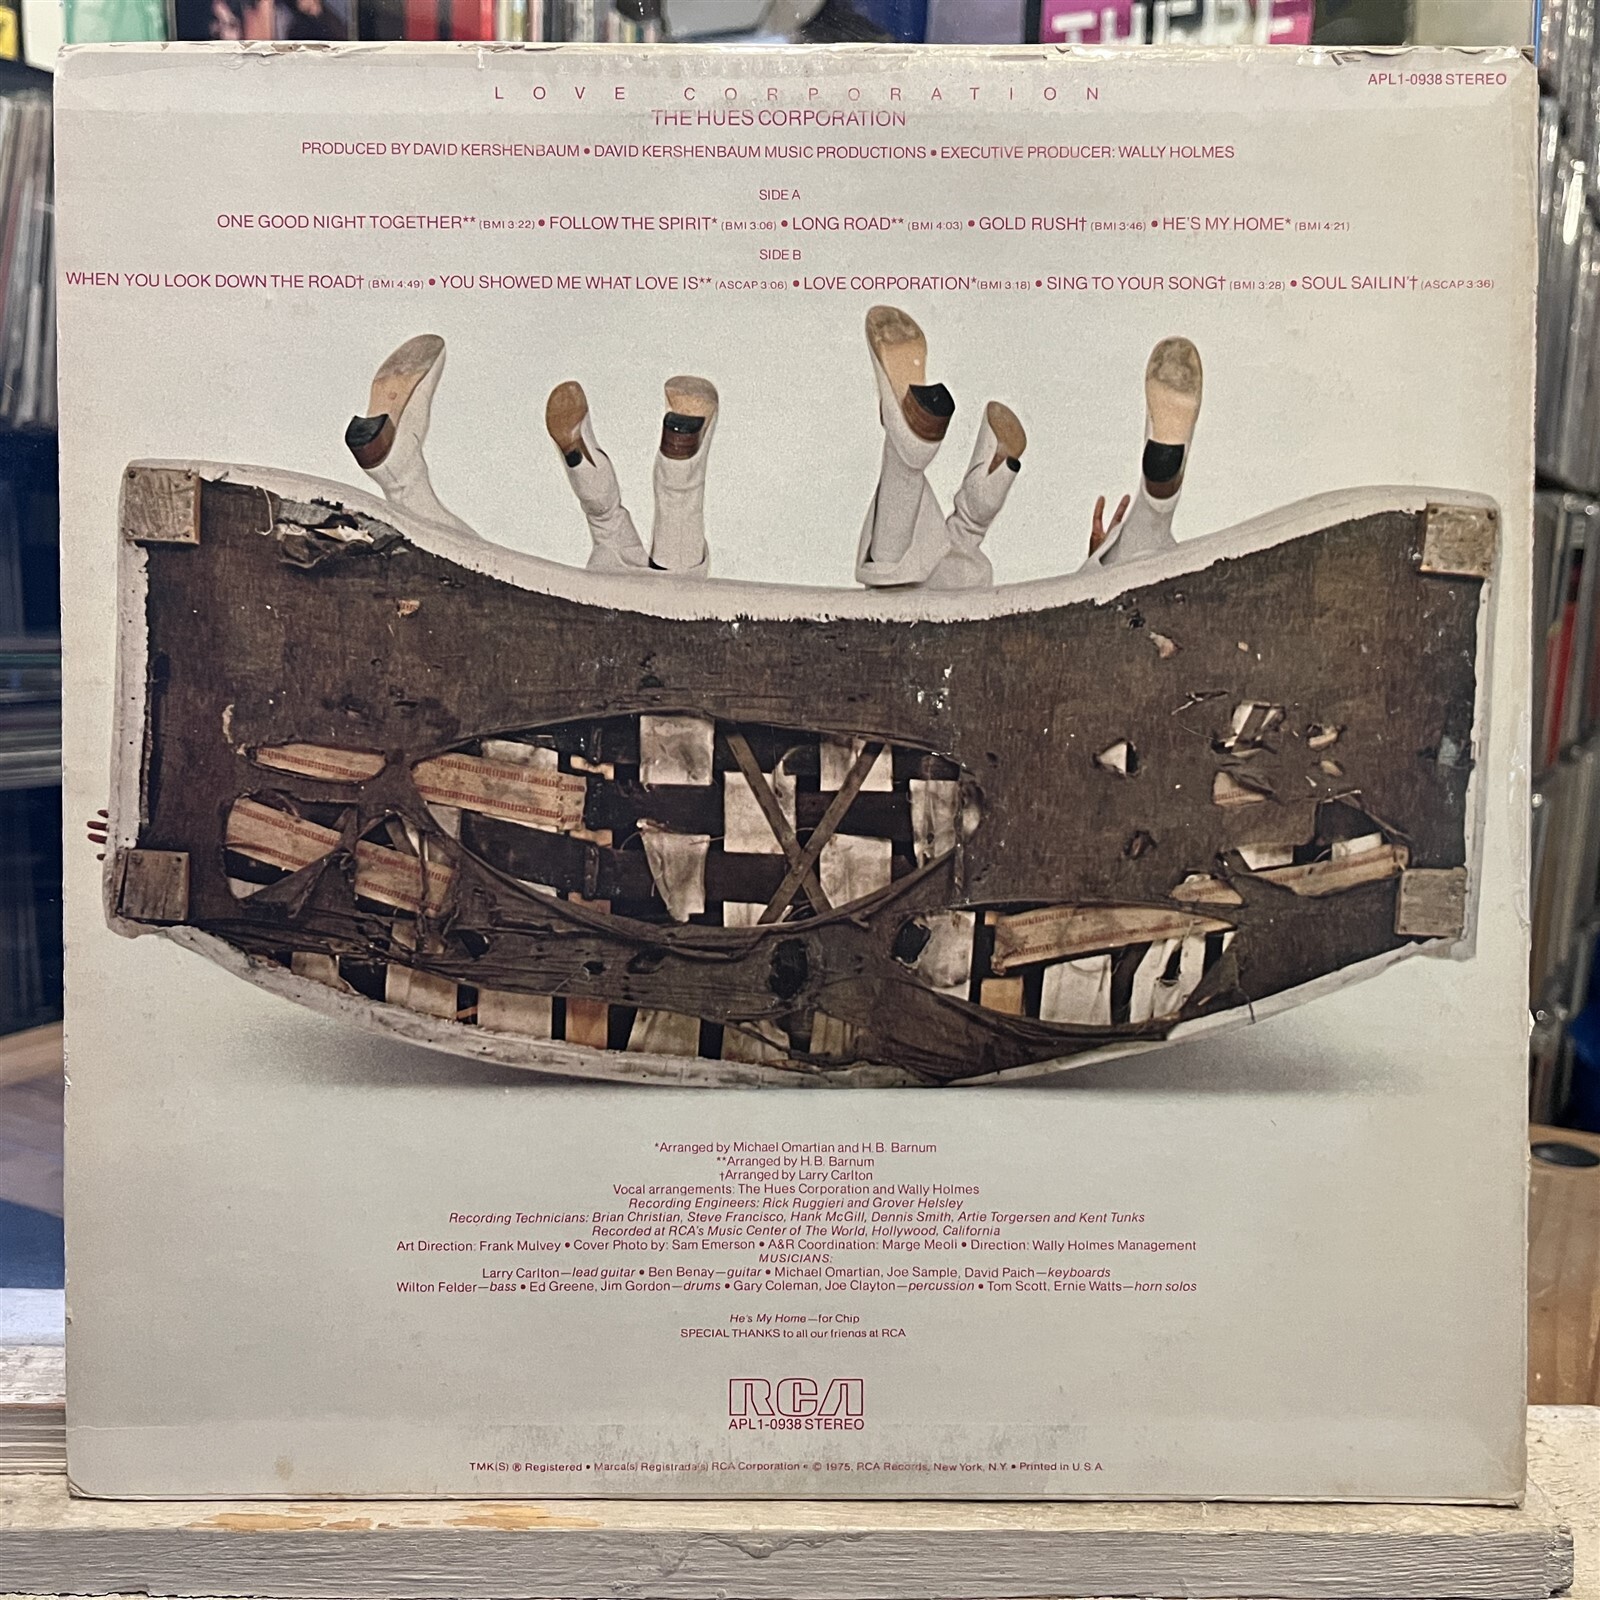 THERE
APL1-0938 STEREO
LOVE CORPORATION
THE HUES CORPORATION
PRODUCED BY DAVID KERSHENBAUM • DAVID KERSHENBAUM MUSIC PRODUCTIONS • EXECUTIVE PRODUCER: WALLY HOLMES
SIDE A
ONE GOOD NIGHT TOGETHER** (BMI 3:22) • FOLLOW THE SPIRIT* (BMI 3:06) • LONG ROAD** (BMI 4:03) • GOLD RUSH† (BMI 3:46) • HE'S MY HOME* (BMI 4:21)
SIDE B
WHEN YOU LOOK DOWN THE ROAD† (BMI 4:49) • YOU SHOWED ME WHAT LOVE IS** (ASCAP 3:06) • LOVE CORPORATION* (BMI 3:18) • SING TO YOUR SONG† (BMI 3:28) • SOUL SAILIN'† (ASCAP 3:36)
*Arranged by Michael Omartian and H.B. Barnum
**Arranged by H.B. Barnum
†Arranged by Larry Carlton
Vocal arrangements: The Hues Corporation and Wally Holmes
Recording Engineers: Rick Ruggieri and Grover Helsley
Recording Technicians: Brian Christian, Steve Francisco, Hank McGill, Dennis Smith, Artie Torgersen and Kent Tunks
Recorded at RCA's Music Center of The World, Hollywood, California
Art Direction: Frank Mulvey • Cover Photo by: Sam Emerson • A&R Coordination: Marge Meoli • Direction: Wally Holmes Management
MUSICIANS:
Larry Carlton—lead guitar • Ben Benay—guitar • Michael Omartian, Joe Sample, David Paich—keyboards
Wilton Felder—bass • Ed Greene, Jim Gordon—drums • Gary Coleman, Joe Clayton—percussion • Tom Scott, Ernie Watts—horn solos
He's My Home—for Chip
SPECIAL THANKS to all our friends at RCA
RCA
APL1-0938 STEREO
TMK(S) ® Registered • Marca(s) Registrada(s) RCA Corporation • © 1975, RCA Records, New York, N.Y. • Printed in U.S.A.